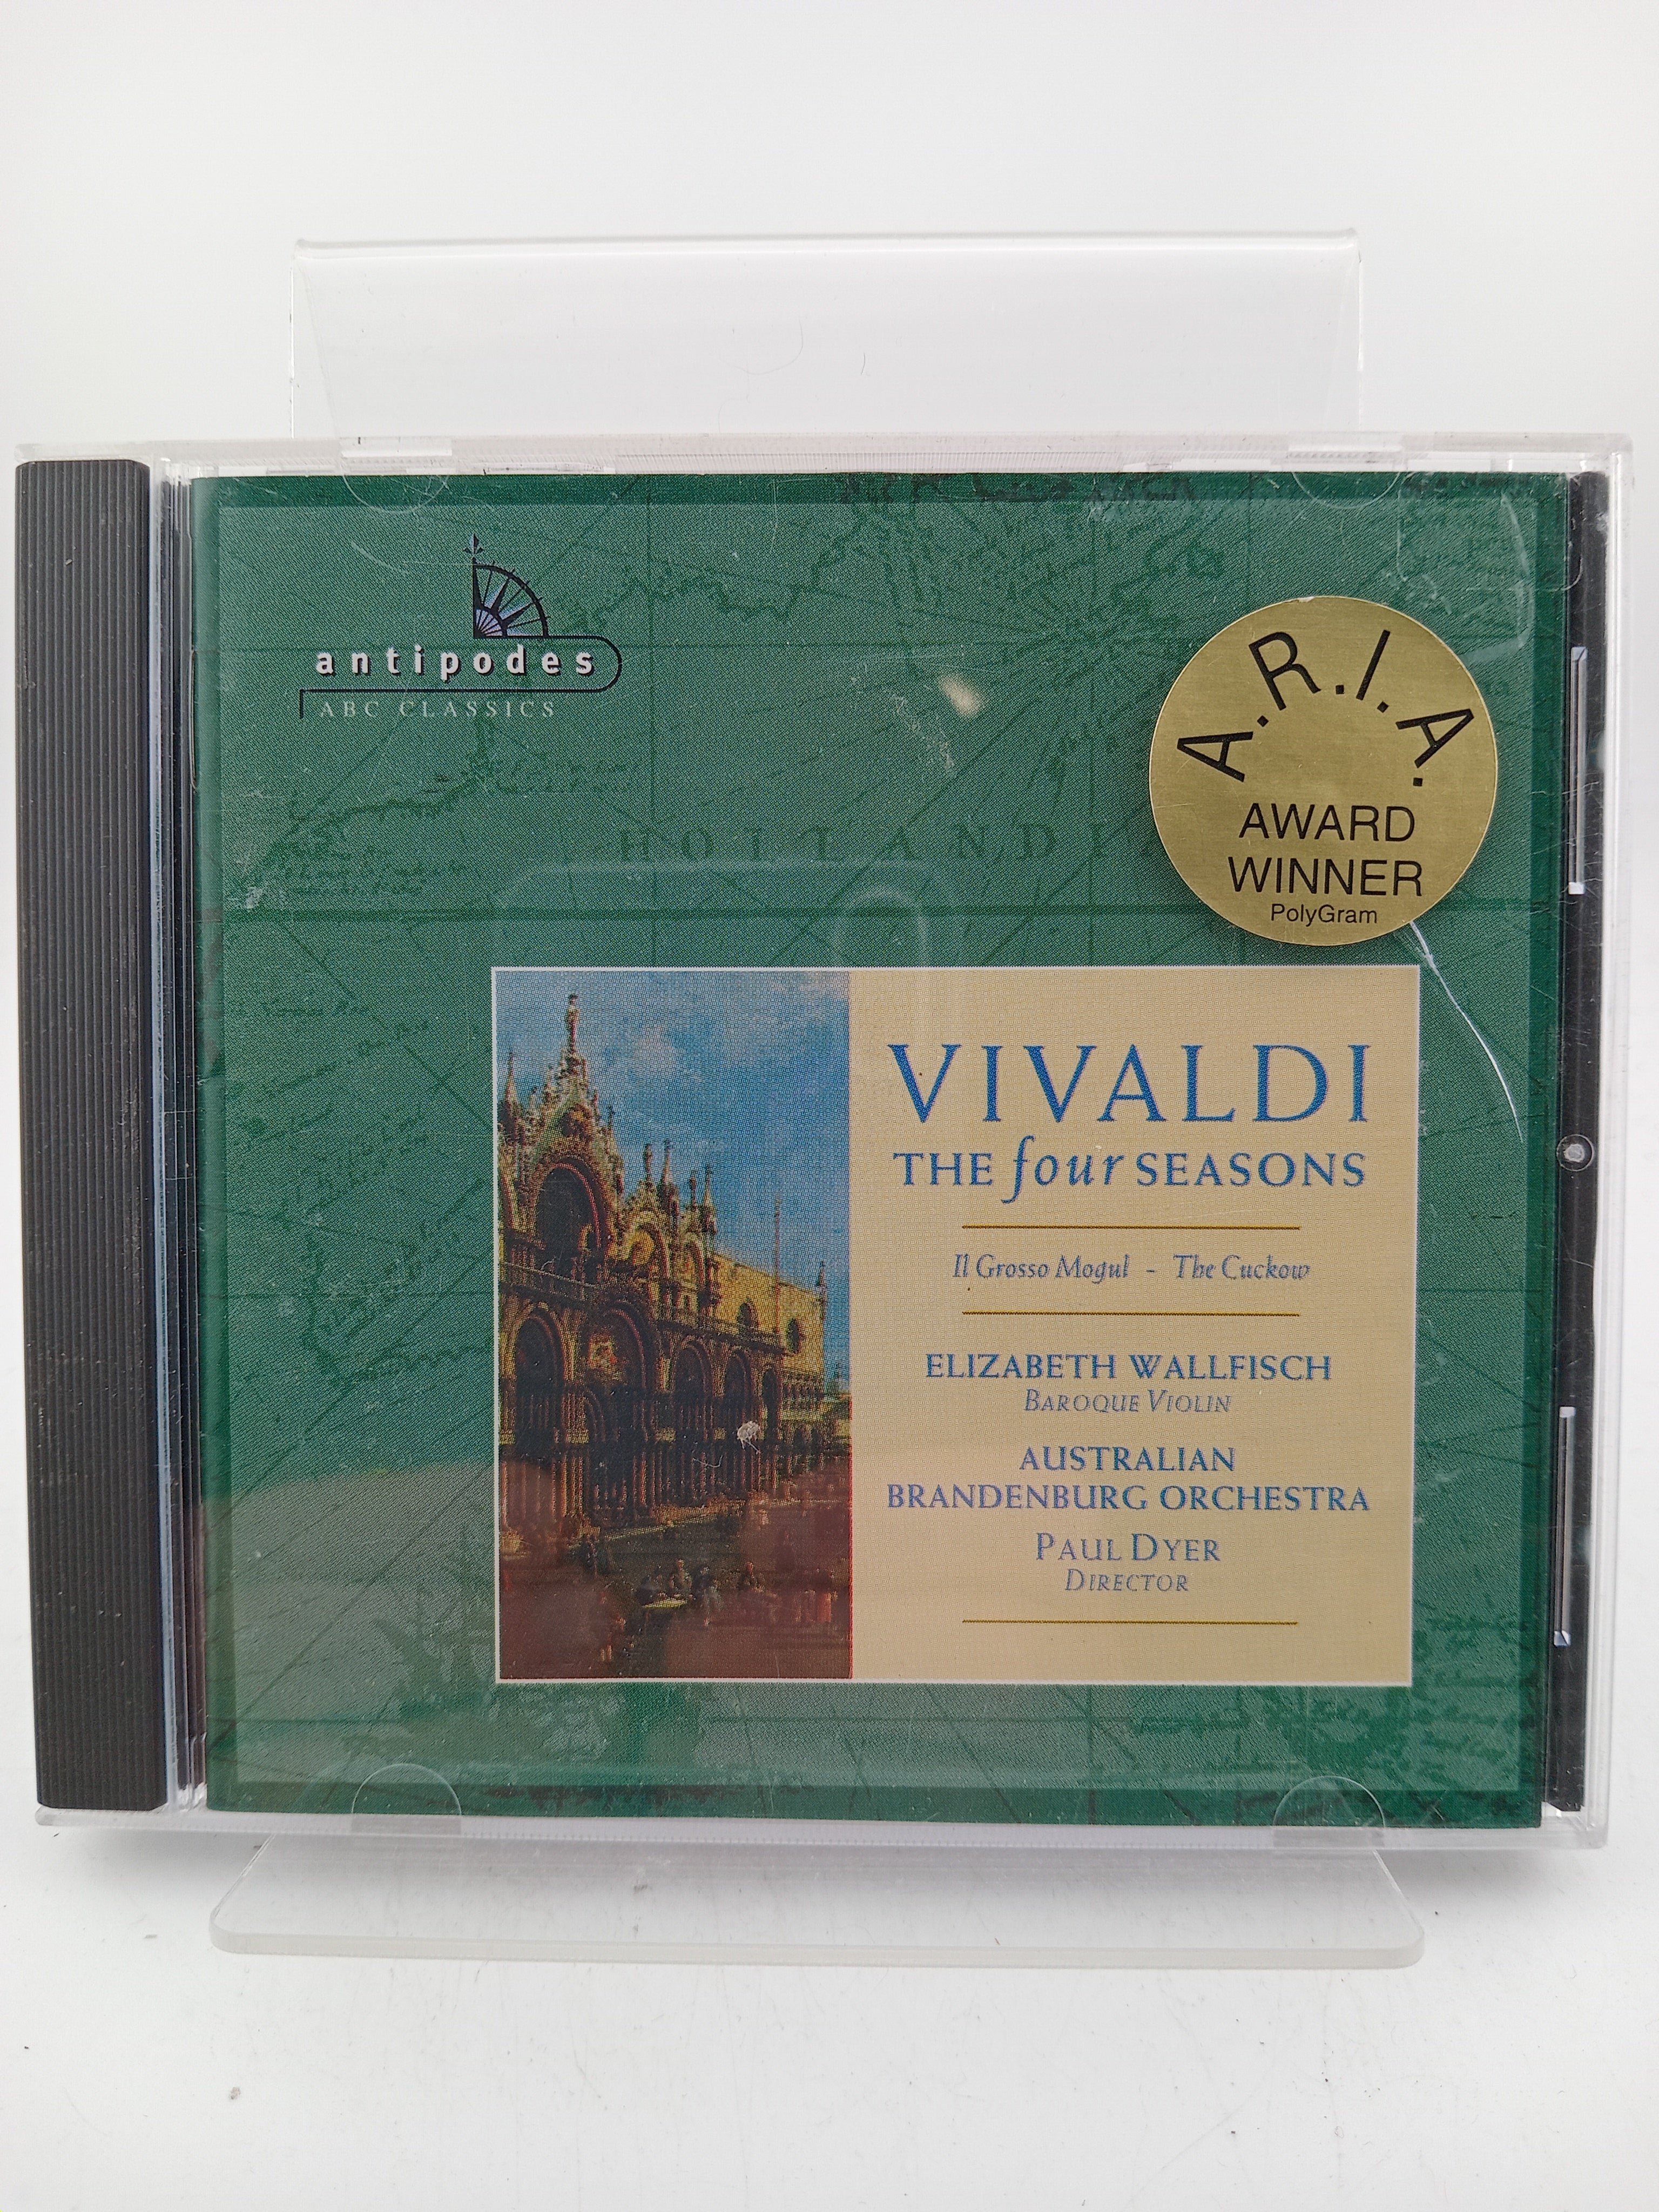 antipodes
ABC CLASSICS
A.R.I.A.
AWARD
WINNER
PolyGram
HOLLANDIA
VIVALDI
THE four SEASONS
Il Grosso Mogul - The Cuckow
ELIZABETH WALLFISCH
BAROQUE VIOLIN
AUSTRALIAN
BRANDENBURG ORCHESTRA
PAUL DYER
DIRECTOR